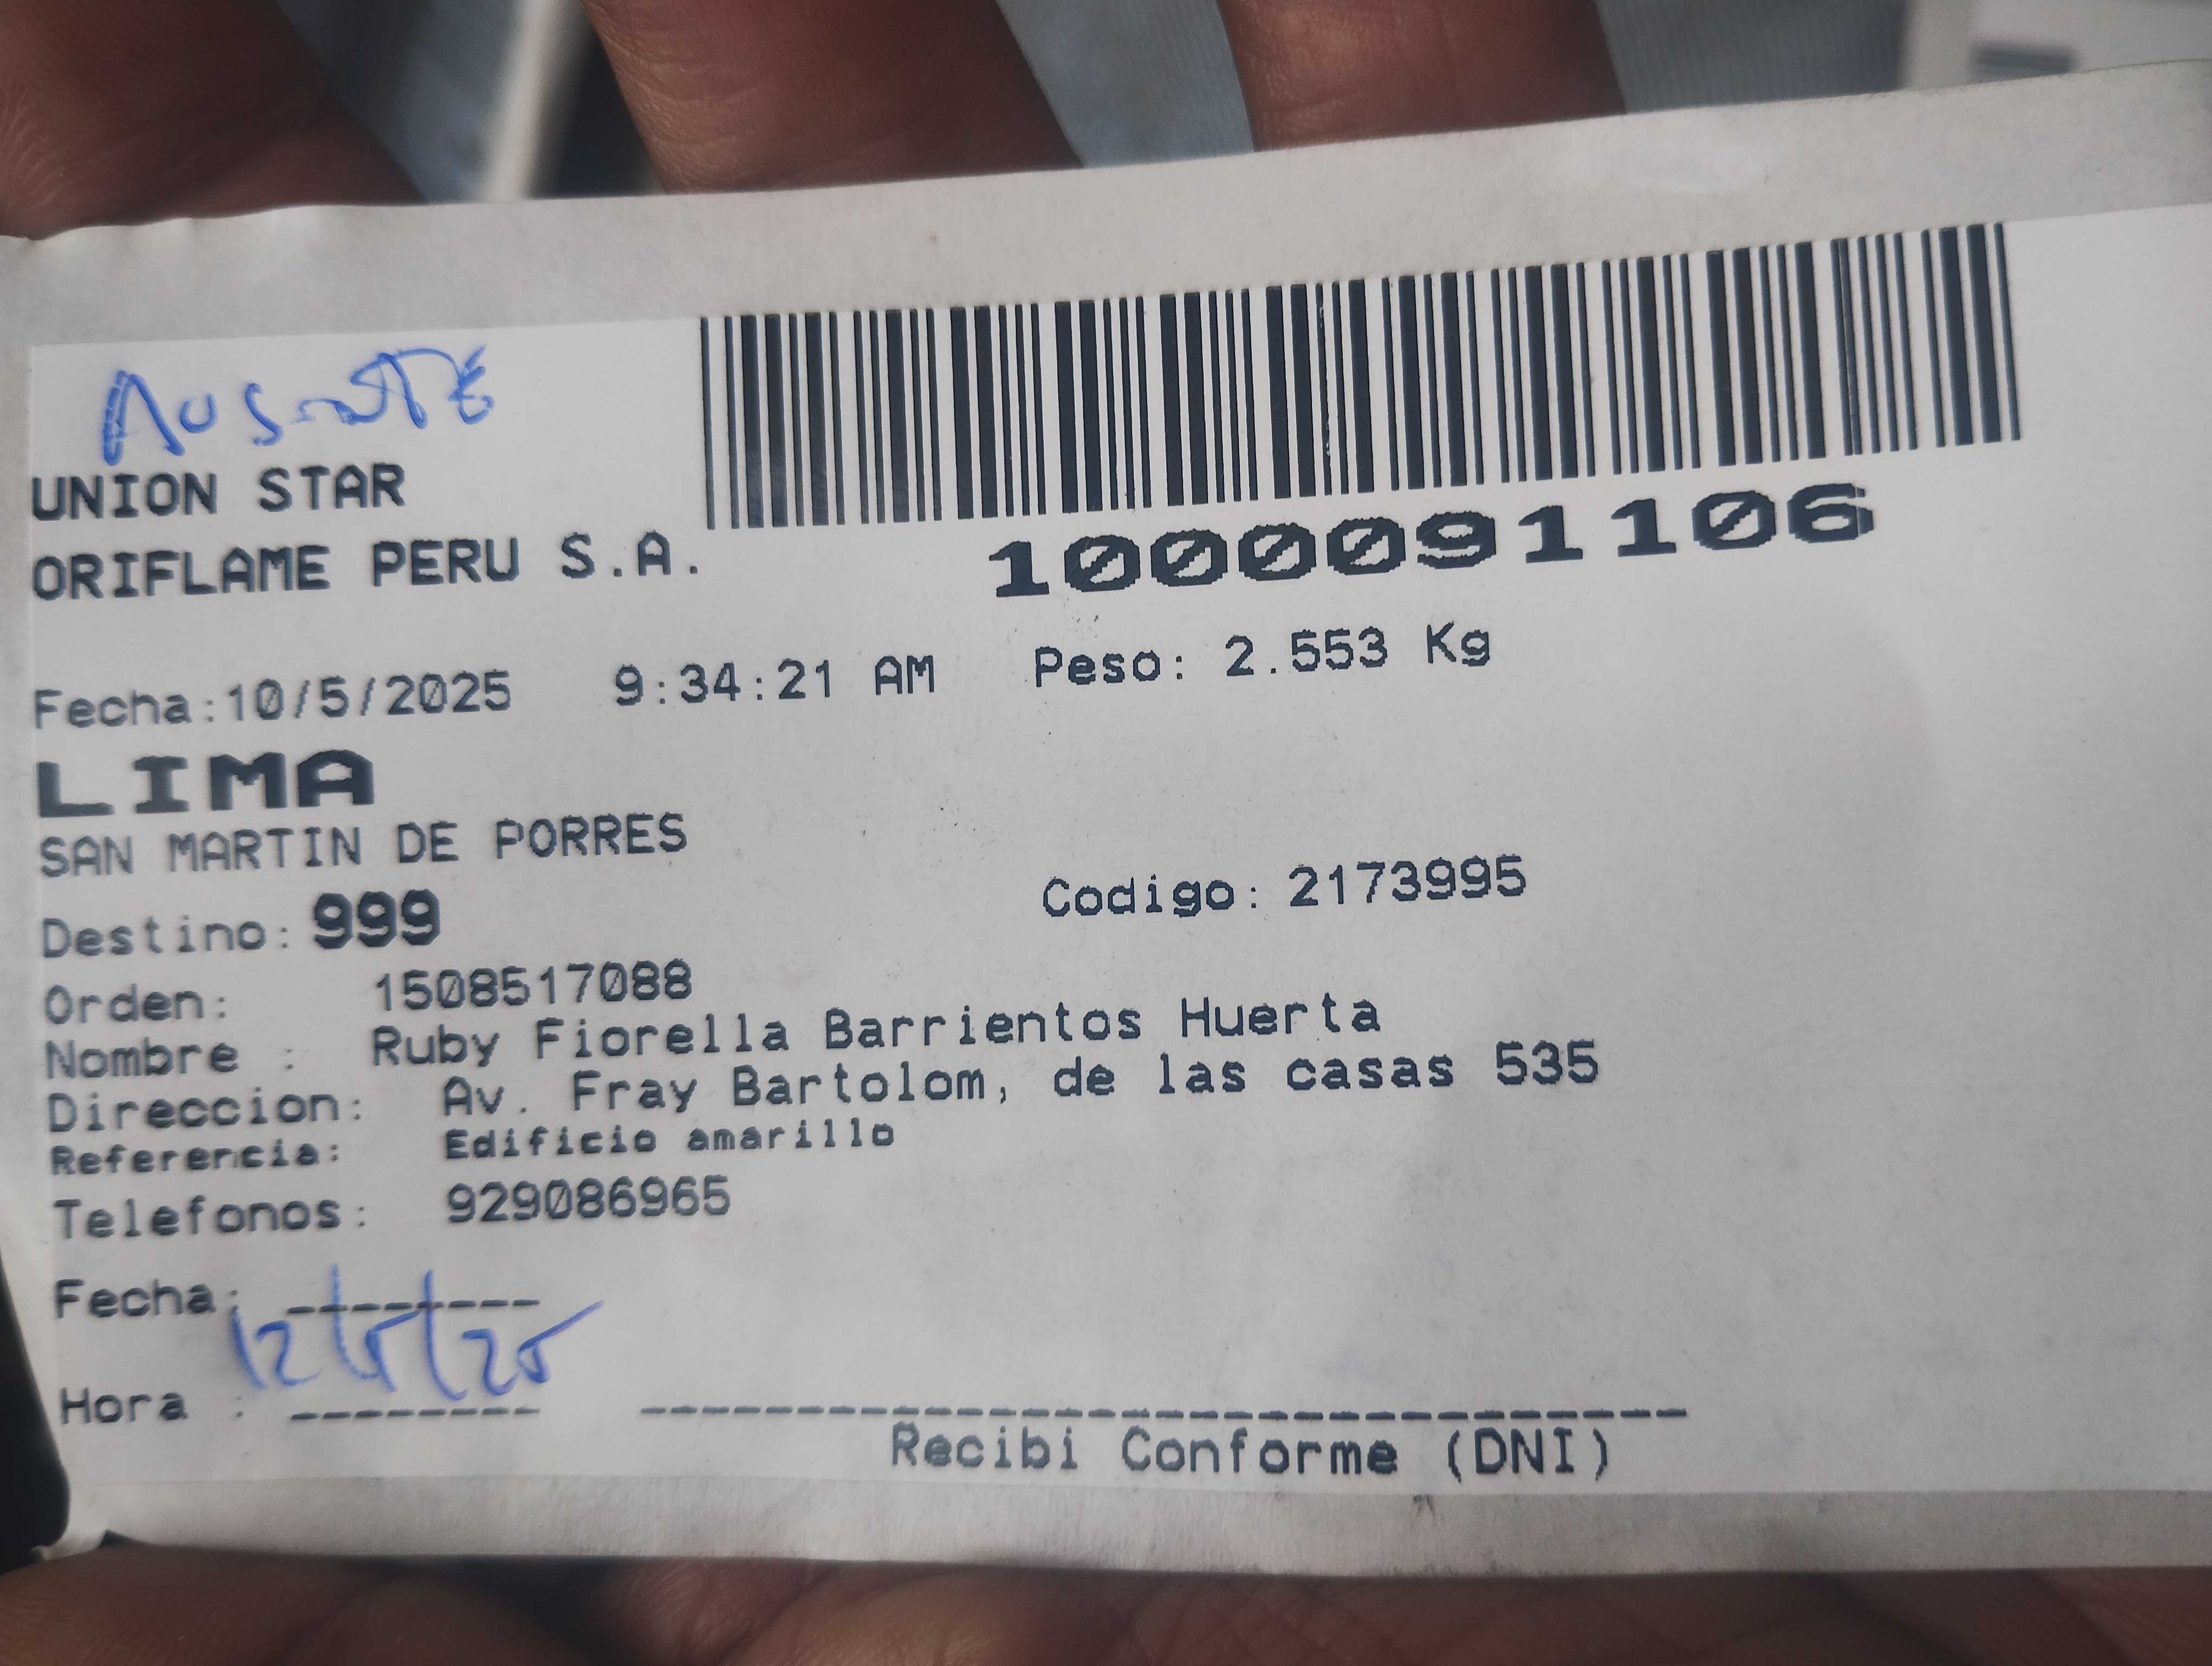 AUSENTE
UNION STAR
ORIFLAME PERU S.A.
1000091106
Fecha:10/5/2025 9:34:21 AM Peso: 2.553 Kg
LIMA
SAN MARTIN DE PORRES
Destino: 999 Codigo: 2173995
Orden: 1508517088
Nombre : Ruby Fiorella Barrientos Huerta
Direccion: Av. Fray Bartolom, de las casas 535
Referencia: Edificio amarillo
Telefonos: 929086965
Fecha: 12/5/25
Hora :
Recibi Conforme (DNI)